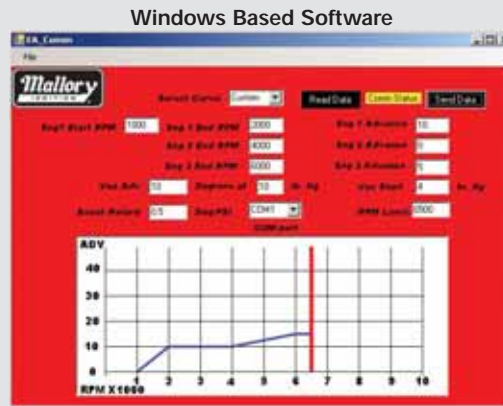 Windows Based Software
EA_Comm
File
Mallory
IGNITION
Select Curve Custom Read Data Comm Status Send Data
Seg1 Start RPM 1000 Seg 1 End RPM 2000 Seg 1 Advance 10
Seg 2 End RPM 4000 Seg 2 Advance 0
Seg 3 End RPM 6000 Seg 3 Advance 5
Vac Adv 10 Degrees at 10 In. Hg Vac Start 4 In. Hg
Boost Retard 0.5 Deg/PSI COM1 RPM Limit 6500
COM port
ADV
40
30
20
10
0
1 2 3 4 5 6 7 8 9 10
RPM X1000